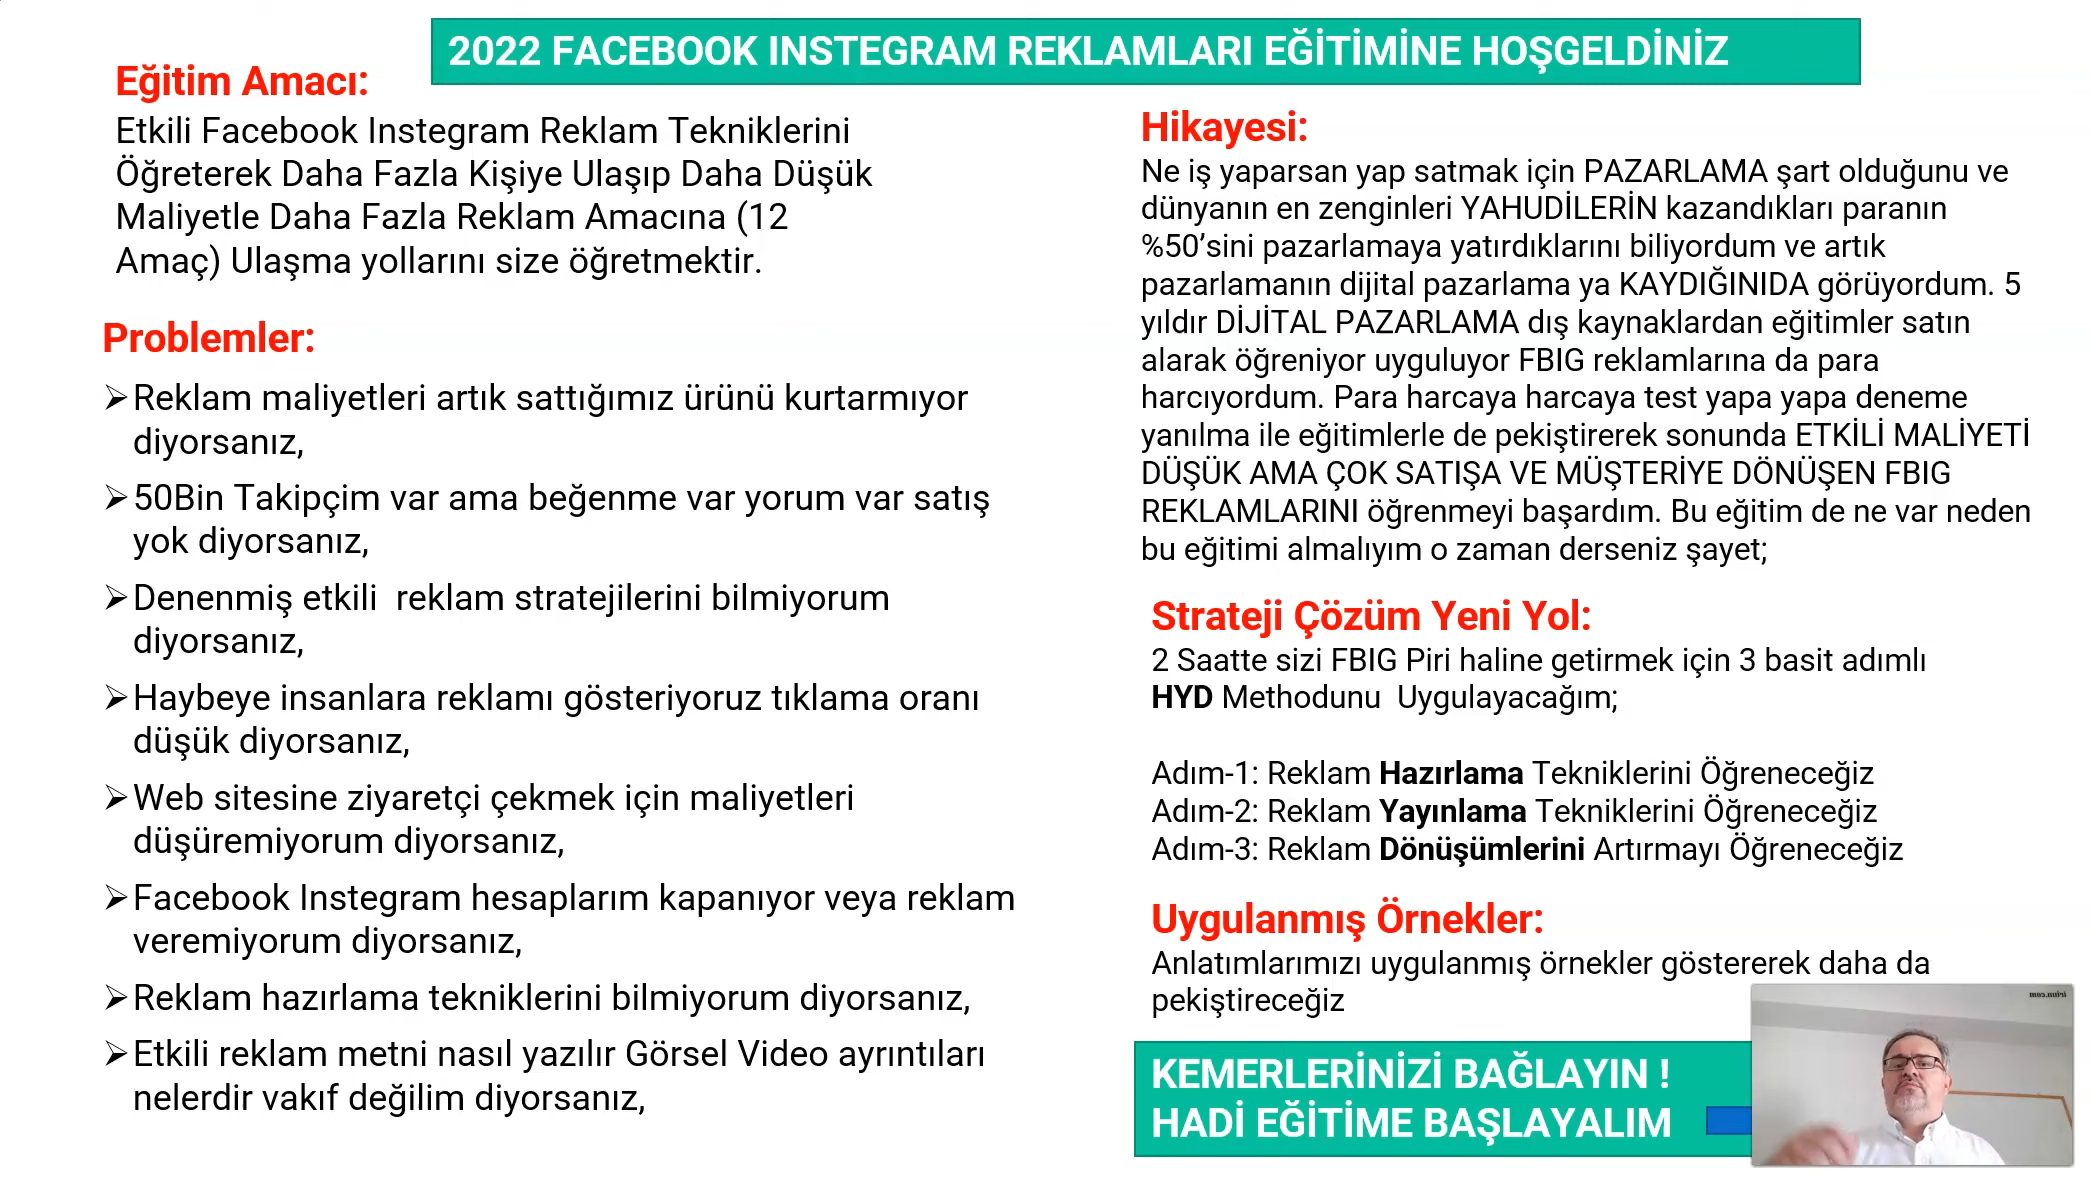 2022 FACEBOOK INSTEGRAM REKLAMLARI EĞİTİMİNE HOŞGELDİNİZ
Eğitim Amacı:
Etkili Facebook Instegram Reklam Tekniklerini
Öğreterek Daha Fazla Kişiye Ulaşıp Daha Düşük
Maliyetle Daha Fazla Reklam Amacına (12
Amaç) Ulaşma yollarını size öğretmektir.
Problemler:
➢Reklam maliyetleri artık sattığımız ürünü kurtarmıyor
diyorsanız,
➢50Bin Takipçim var ama beğenme var yorum var satış
yok diyorsanız,
➢Denenmiş etkili  reklam stratejilerini bilmiyorum
diyorsanız,
➢Haybeye insanlara reklamı gösteriyoruz tıklama oranı
düşük diyorsanız,
➢Web sitesine ziyaretçi çekmek için maliyetleri
düşüremiyorum diyorsanız,
➢Facebook Instegram hesaplarım kapanıyor veya reklam
veremiyorum diyorsanız,
➢Reklam hazırlama tekniklerini bilmiyorum diyorsanız,
➢Etkili reklam metni nasıl yazılır Görsel Video ayrıntıları
nelerdir vakıf değilim diyorsanız,
Hikayesi:
Ne iş yaparsan yap satmak için PAZARLAMA şart olduğunu ve
dünyanın en zenginleri YAHUDİLERİN kazandıkları paranın
%50’sini pazarlamaya yatırdıklarını biliyordum ve artık
pazarlamanın dijital pazarlama ya KAYDIĞINIDA görüyordum. 5
yıldır DİJİTAL PAZARLAMA dış kaynaklardan eğitimler satın
alarak öğreniyor uyguluyor FBIG reklamlarına da para
harcıyordum. Para harcaya harcaya test yapa yapa deneme
yanılma ile eğitimlerle de pekiştirerek sonunda ETKİLİ MALİYETİ
DÜŞÜK AMA ÇOK SATIŞA VE MÜŞTERİYE DÖNÜŞEN FBIG
REKLAMLARINI öğrenmeyi başardım. Bu eğitim de ne var neden
bu eğitimi almalıyım o zaman derseniz şayet;
Strateji Çözüm Yeni Yol:
2 Saatte sizi FBIG Piri haline getirmek için 3 basit adımlı
HYD Methodunu  Uygulayacağım;
Adım-1: Reklam Hazırlama Tekniklerini Öğreneceğiz
Adım-2: Reklam Yayınlama Tekniklerini Öğreneceğiz
Adım-3: Reklam Dönüşümlerini Artırmayı Öğreneceğiz
Uygulanmış Örnekler:
Anlatımlarımızı uygulanmış örnekler göstererek daha da
pekiştireceğiz
KEMERLERİNİZİ BAĞLAYIN !
HADİ EĞİTİME BAŞLAYALIM
iriun.com